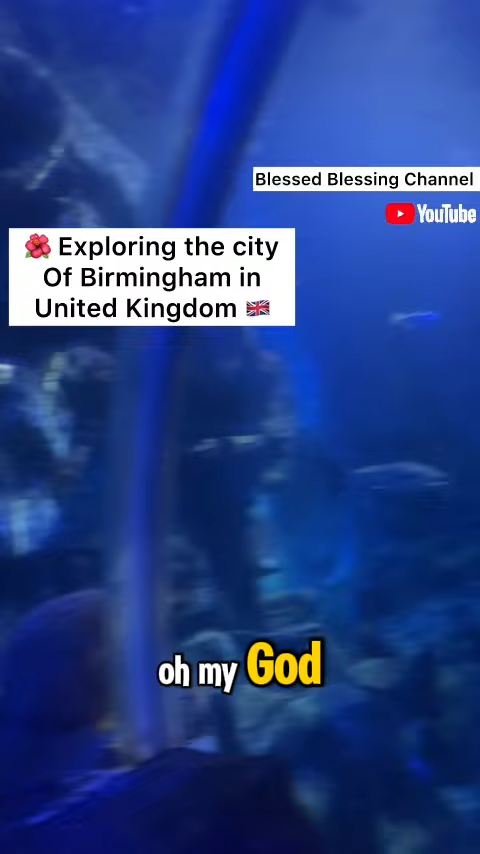 Blessed Blessing Channel
YouTube
🌺 Exploring the city
Of Birmingham in
United Kingdom 🇬🇧
oh my God